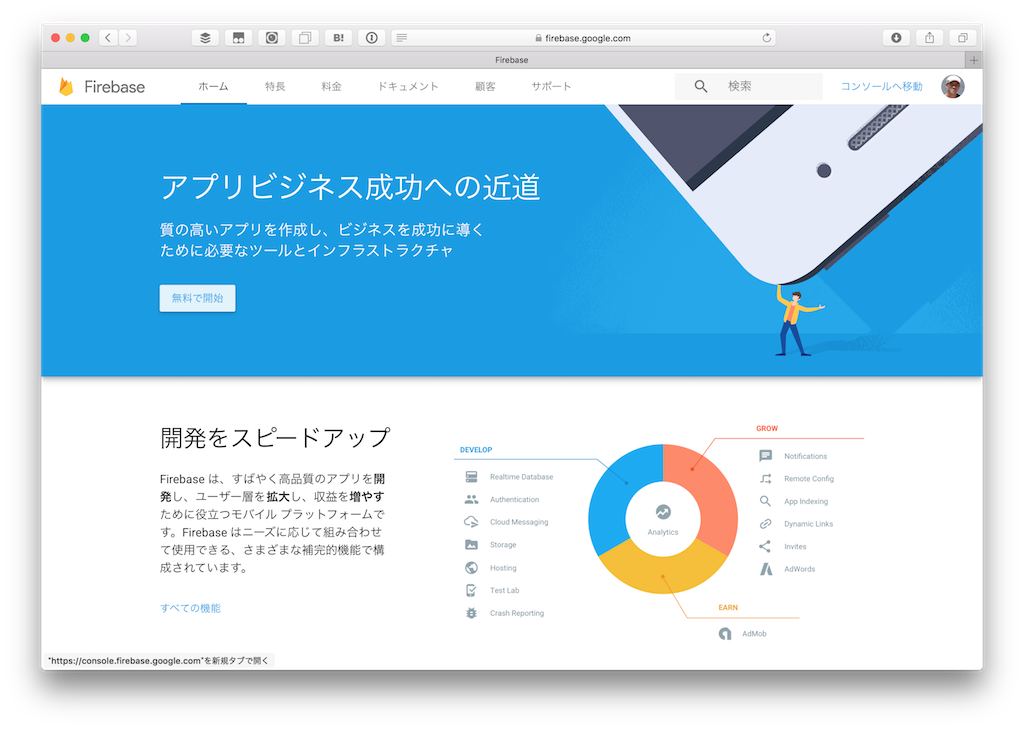 B!
firebase.google.com
Firebase
Firebase
ホーム
特長
料金
ドキュメント
顧客
サポート
検索
コンソールへ移動
アプリビジネス成功への近道
質の高いアプリを作成し、ビジネスを成功に導く
ために必要なツールとインフラストラクチャ
無料で開始
開発をスピードアップ
Firebase は、すばやく高品質のアプリを開
発し、ユーザー層を拡大し、収益を増やす
ために役立つモバイル プラットフォームで
す。Firebase はニーズに応じて組み合わせ
て使用できる、さまざまな補完的機能で構
成されています。
すべての機能
DEVELOP
Realtime Database
Authentication
Cloud Messaging
Storage
Hosting
Test Lab
Crash Reporting
Analytics
GROW
Notifications
Remote Config
App Indexing
Dynamic Links
Invites
AdWords
EARN
AdMob
"https://console.firebase.google.com"を新規タブで開く